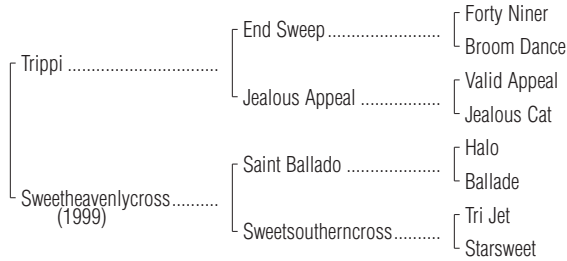 Forty Niner
End Sweep
Broom Dance
Trippi
Valid Appeal
Jealous Appeal
Jealous Cat
Halo
Saint Ballado
Ballade
Sweetheavenlycross
(1999)
Tri Jet
Sweetsoutherncross
Starsweet